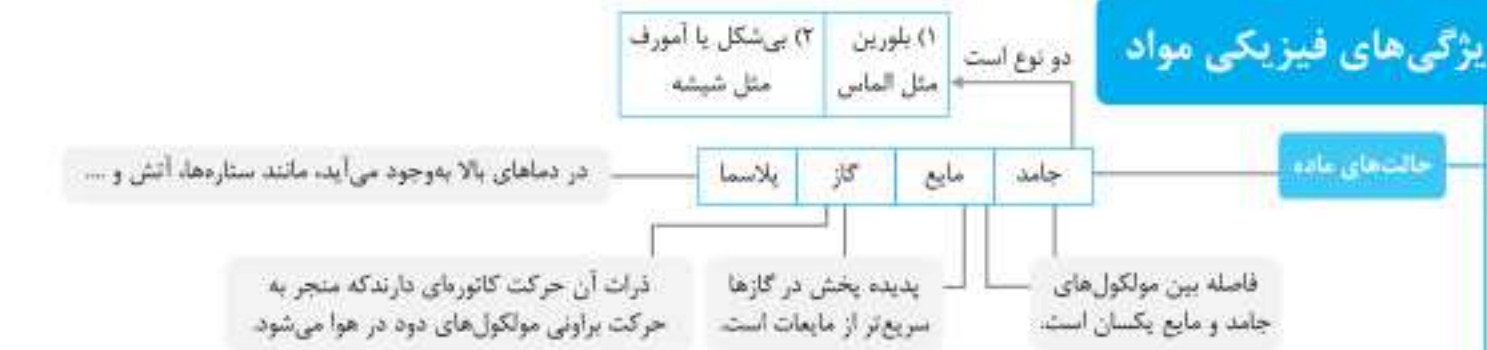 یژگی‌های فیزیکی مواد
دو نوع است
۱) بلورین
مثل الماس
۲) بی‌شکل یا آمورف
مثل شیشه
حالت‌های ماده
جامد
مایع
گاز
پلاسما
در دماهای بالا به‌وجود می‌آید، مانند ستاره‌ها، آتش و ....
فاصله بین مولکول‌های
جامد و مایع یکسان است.
پدیده پخش در گازها
سریع‌تر از مایعات است.
ذرات آن حرکت کاتوره‌ای دارندکه منجر به
حرکت براونی مولکول‌های دود در هوا می‌شود.